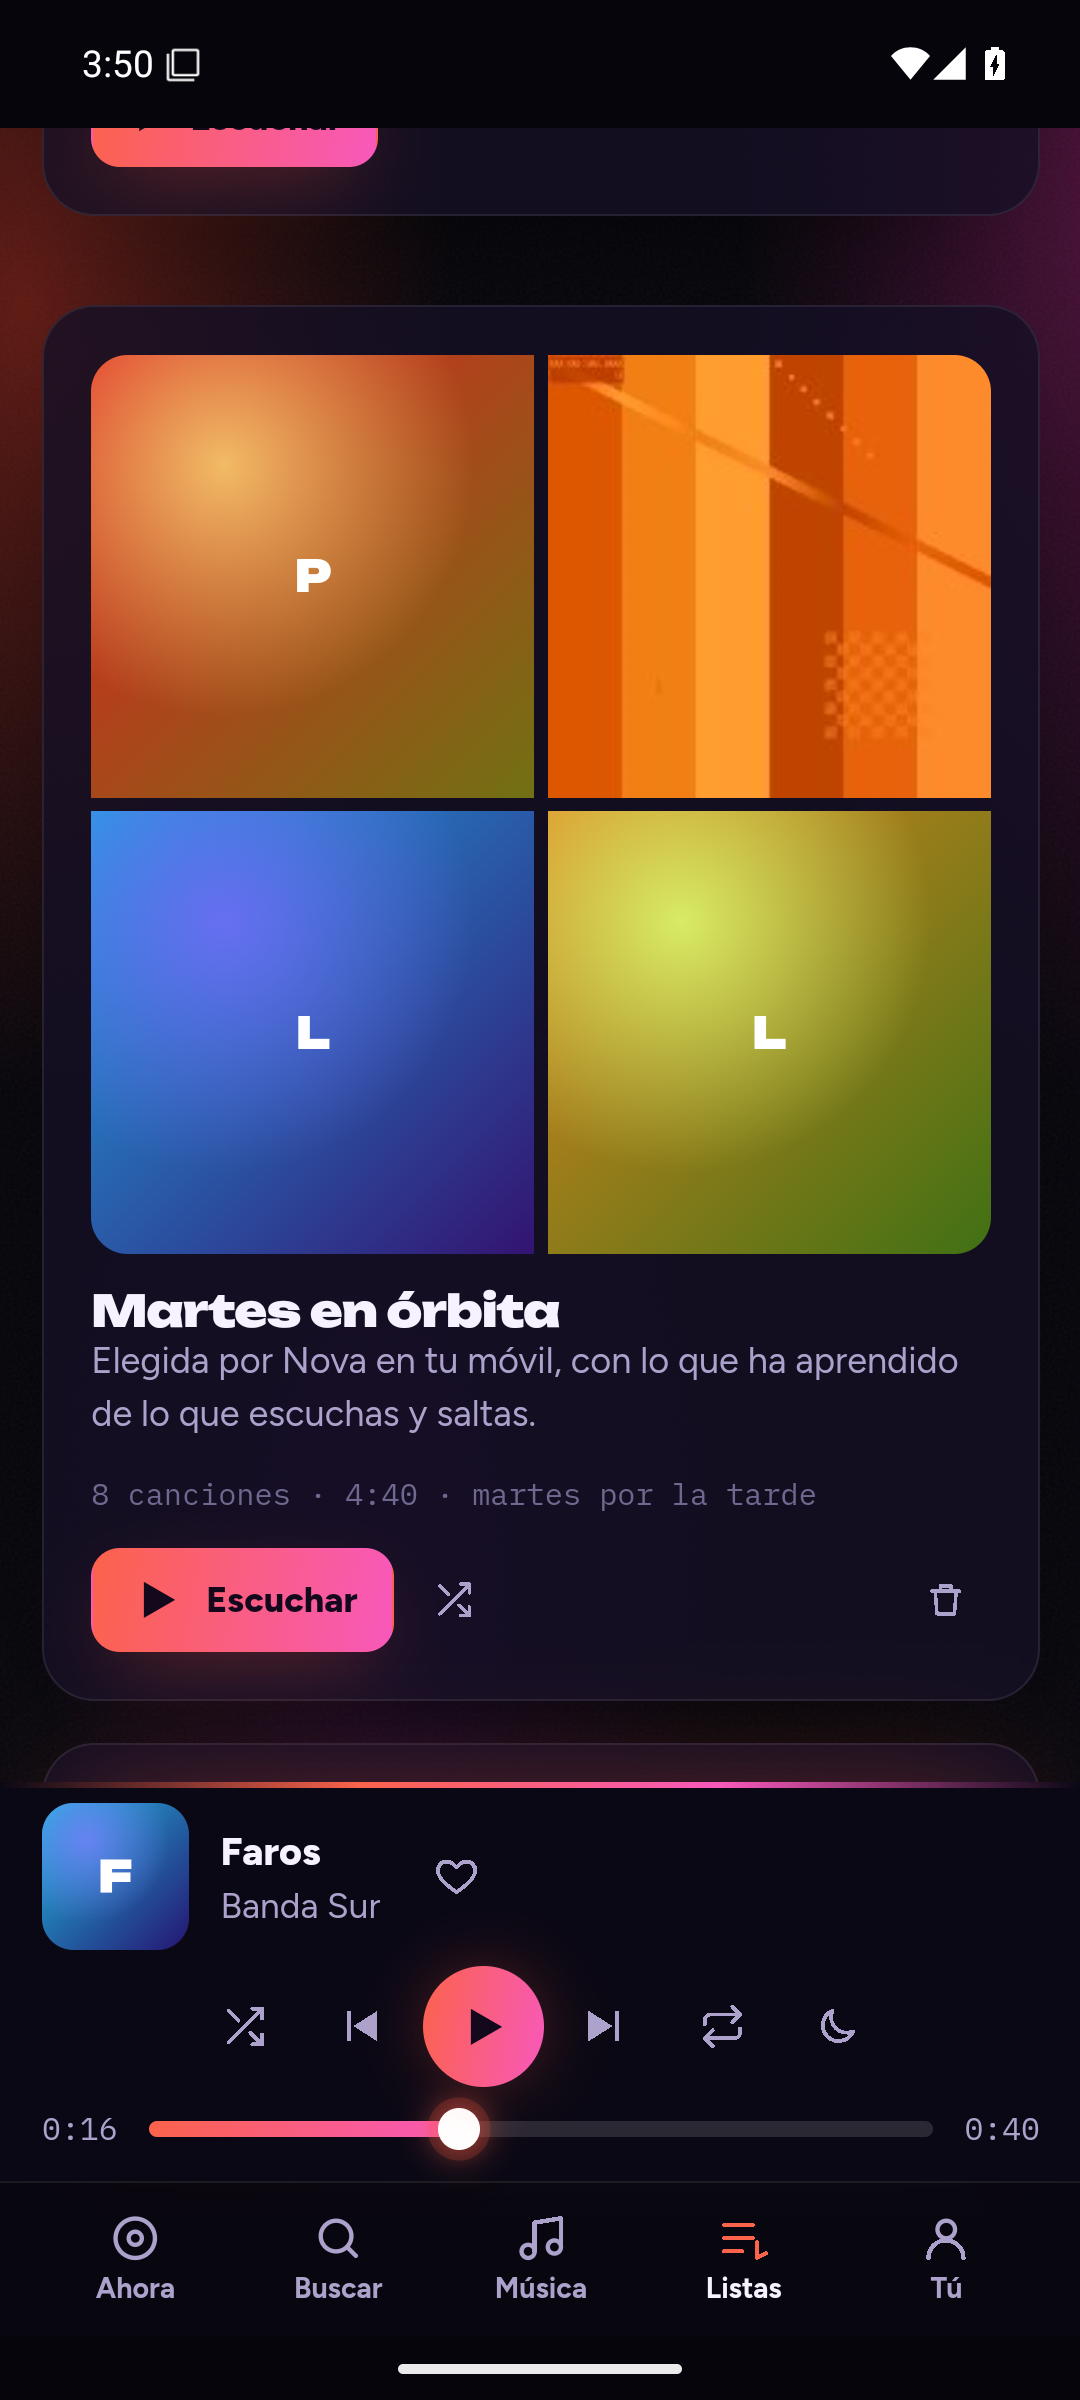 3:50
Escuchar
P
L
L
Martes en órbita
Elegida por Nova en tu móvil, con lo que ha aprendido
de lo que escuchas y saltas.
8 canciones · 4:40 · martes por la tarde
Escuchar
F
Faros
Banda Sur
0:16
0:40
Ahora
Buscar
Música
Listas
Tú